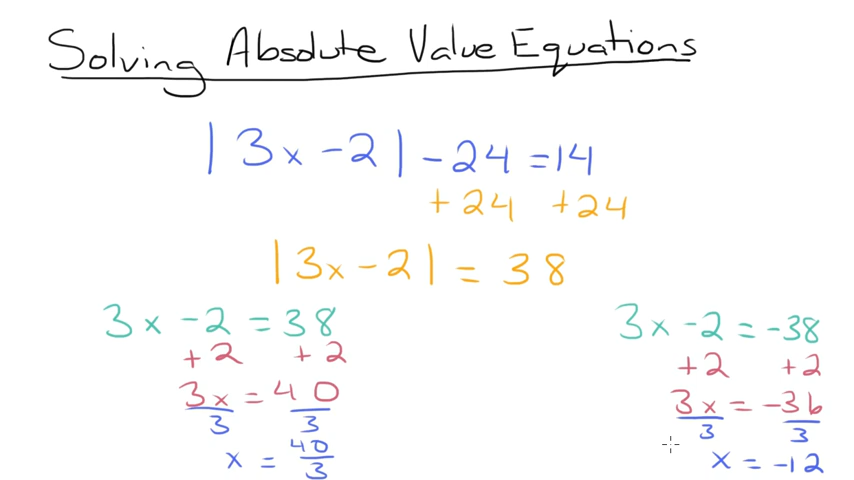 Solving Absolute Value Equations
|3x - 2| - 24 = 14
+ 24 + 24
|3x - 2| = 38
3x - 2 = 38
+ 2 + 2
3x = 40
3 3
x = 40/3
3x - 2 = -38
+ 2 + 2
3x = -36
3 3
x = -12